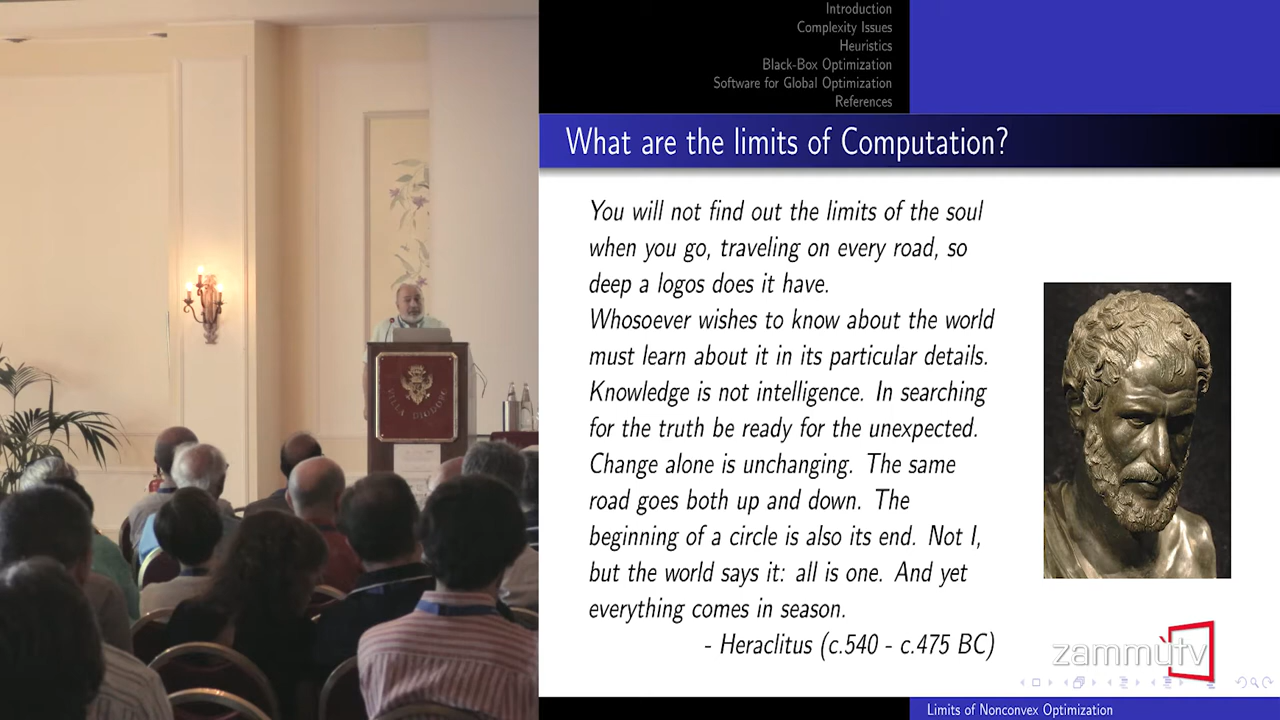 Introduction
Complexity Issues
Heuristics
Black-Box Optimization
Software for Global Optimization
References
What are the limits of Computation?
You will not find out the limits of the soul
when you go, traveling on every road, so
deep a logos does it have.
Whosoever wishes to know about the world
must learn about it in its particular details.
Knowledge is not intelligence. In searching
for the truth be ready for the unexpected.
Change alone is unchanging. The same
road goes both up and down. The
beginning of a circle is also its end. Not I,
but the world says it: all is one. And yet
everything comes in season.
- Heraclitus (c.540 - c.475 BC)
VILLA DIODORO
zammùtv
Limits of Nonconvex Optimization